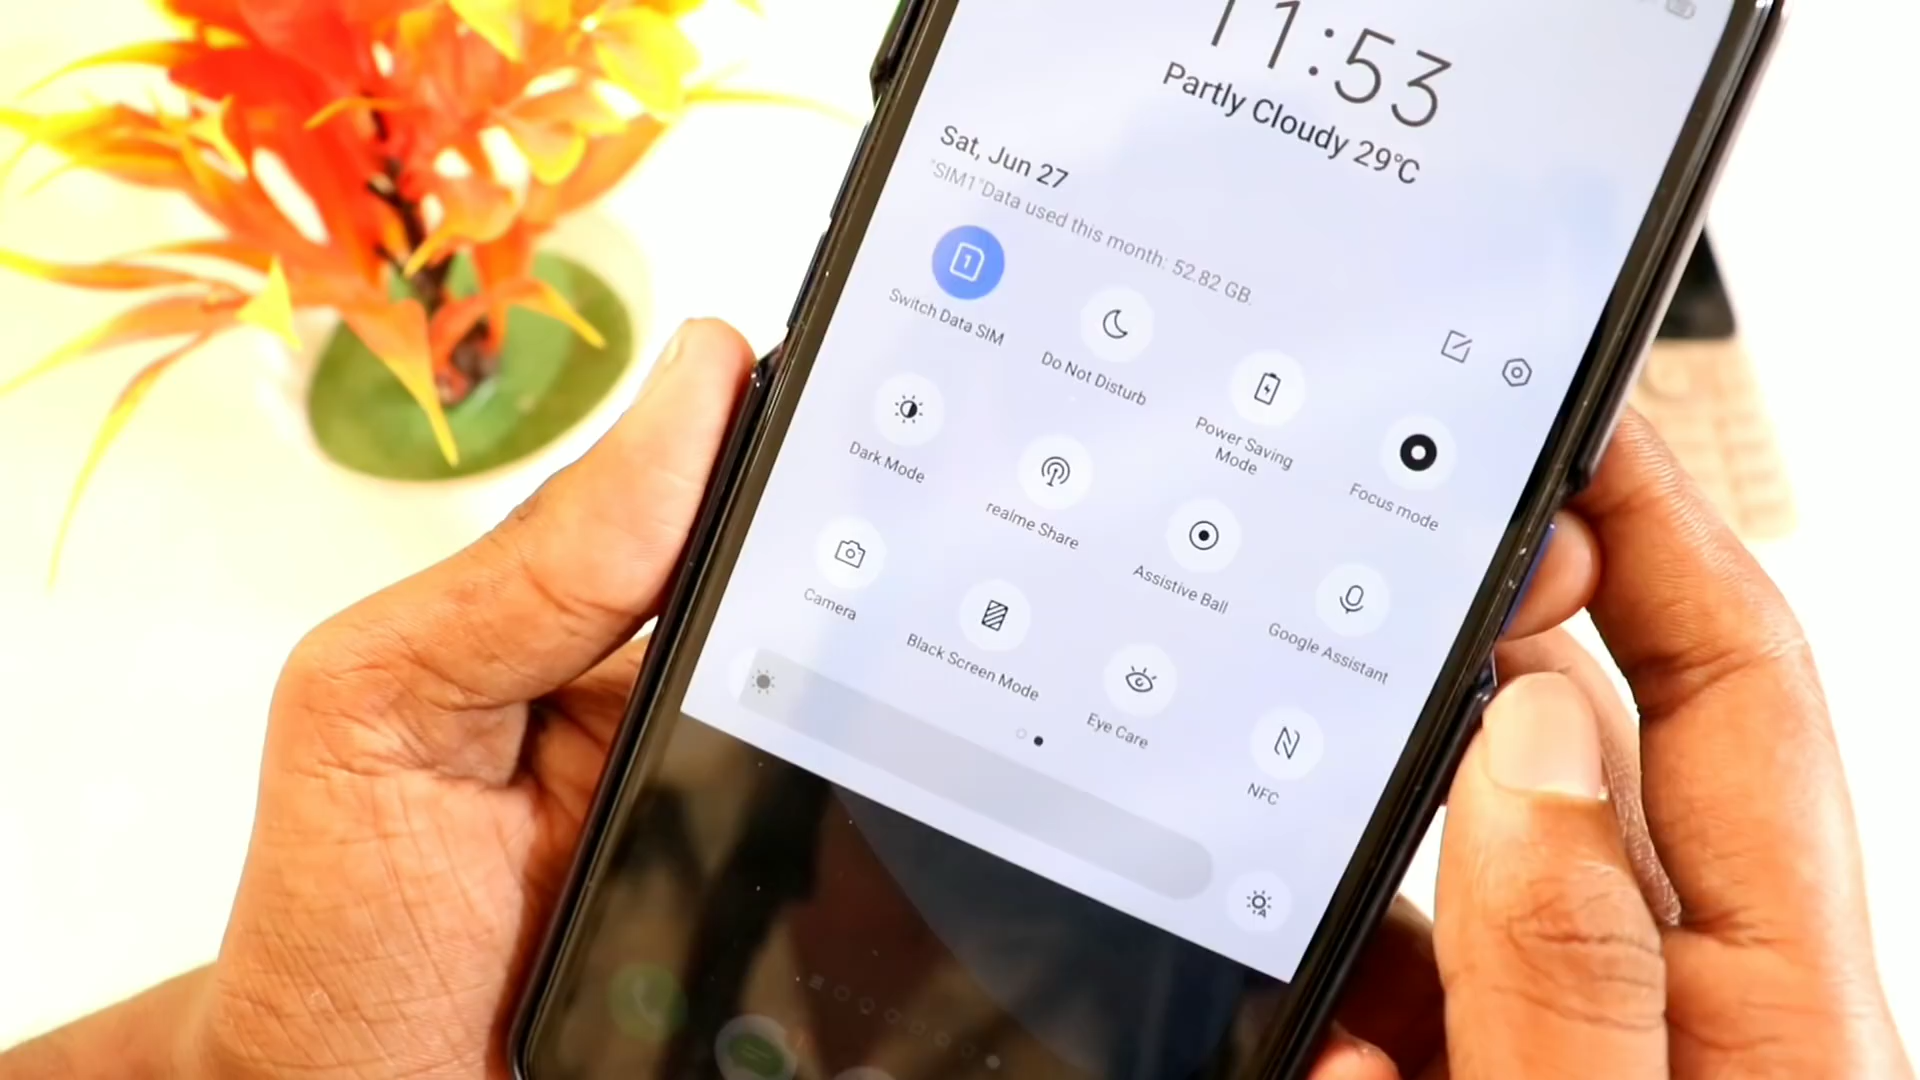 11:53
Partly Cloudy 29°C
Sat, Jun 27
"SIM1"Data used this month: 52.82 GB.
1
Switch Data SIM
Do Not Disturb
Power Saving
Mode
Focus mode
Dark Mode
realme Share
Assistive Ball
Google Assistant
Camera
Black Screen Mode
Eye Care
NFC
A